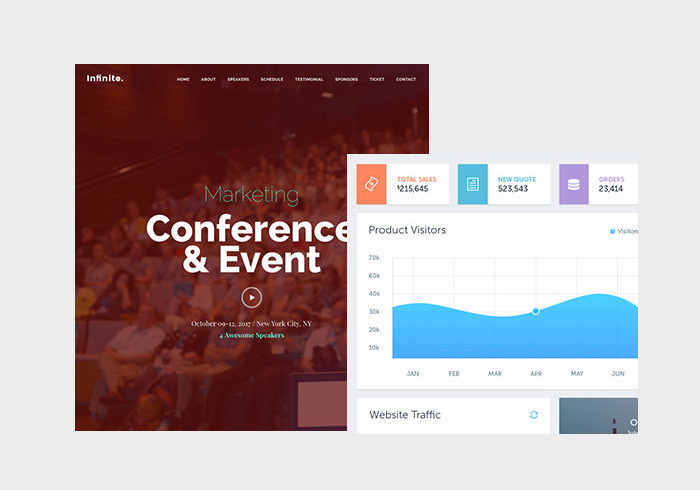 Infinite.
HOME ABOUT SPEAKERS SCHEDULE TESTIMONIAL SPONSORS TICKET CONTACT
Marketing
Conference
& Event
October 09-12, 2017 / New York City, NY
4 Awesome Speakers
TOTAL SALES
$215,645
NEW QUOTE
523,543
ORDERS
23,414
Product Visitors
Visitors
70k
60k
40k
30k
20k
10k
JAN FEB MAR APR MAY JUN
Website Traffic